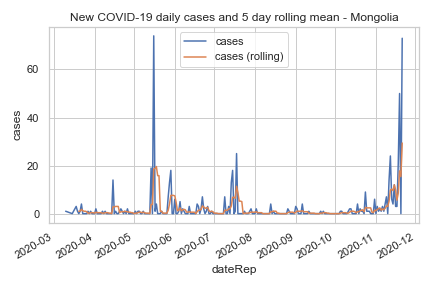 New COVID-19 daily cases and 5 day rolling mean - Mongolia
cases
cases (rolling)
60
40
20
0
cases
2020-03
2020-04
2020-05
2020-06
2020-07
2020-08
2020-09
2020-10
2020-11
2020-12
dateRep